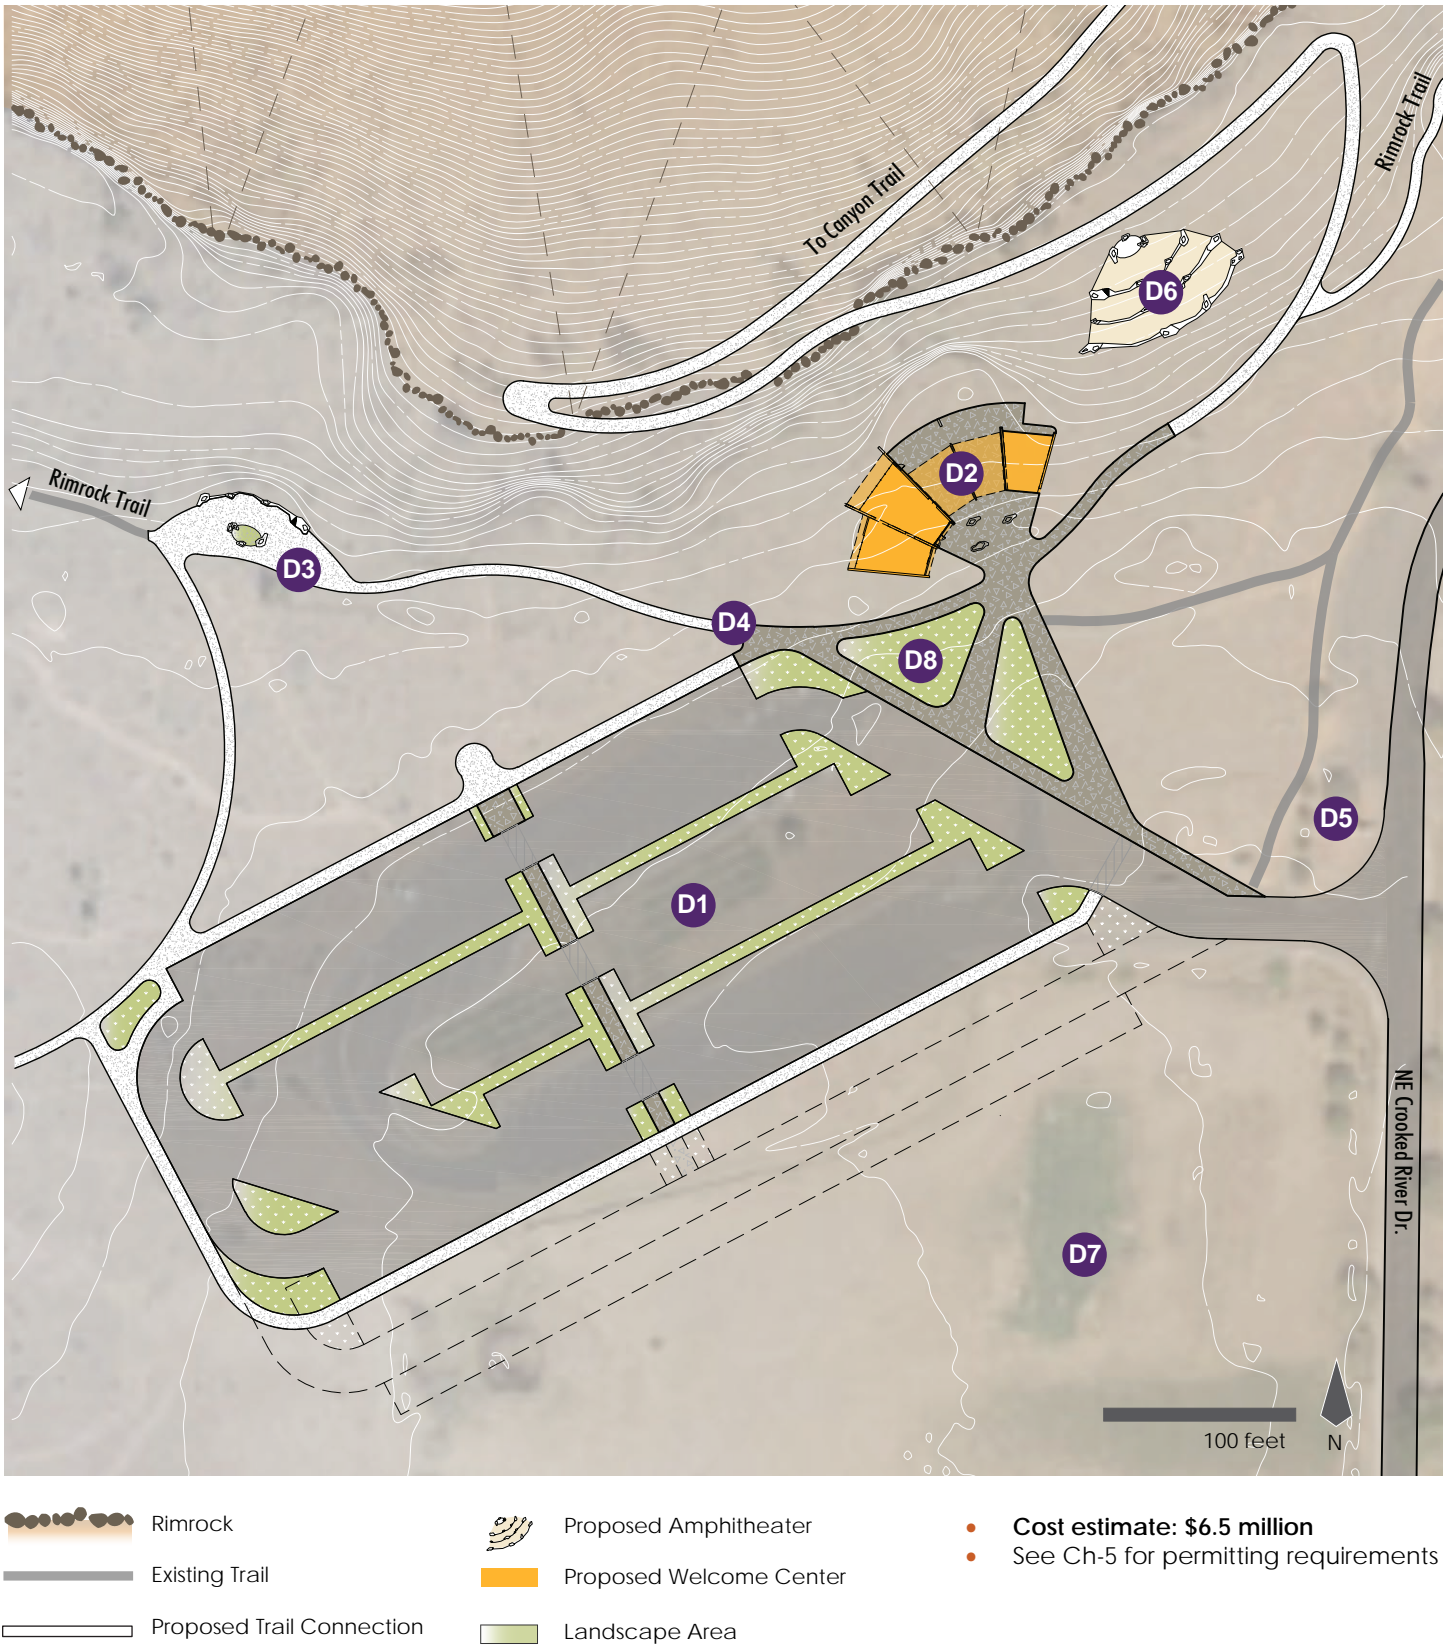 Rimrock Trail
To Canyon Trail
D6
D2
Rimrock Trail
D3
D4
D8
D5
D1
NE Crooked River Dr.
D7
100 feet
N
Rimrock
Existing Trail
Proposed Trail Connection
Proposed Amphitheater
Proposed Welcome Center
Landscape Area
• Cost estimate: $6.5 million
• See Ch-5 for permitting requirements